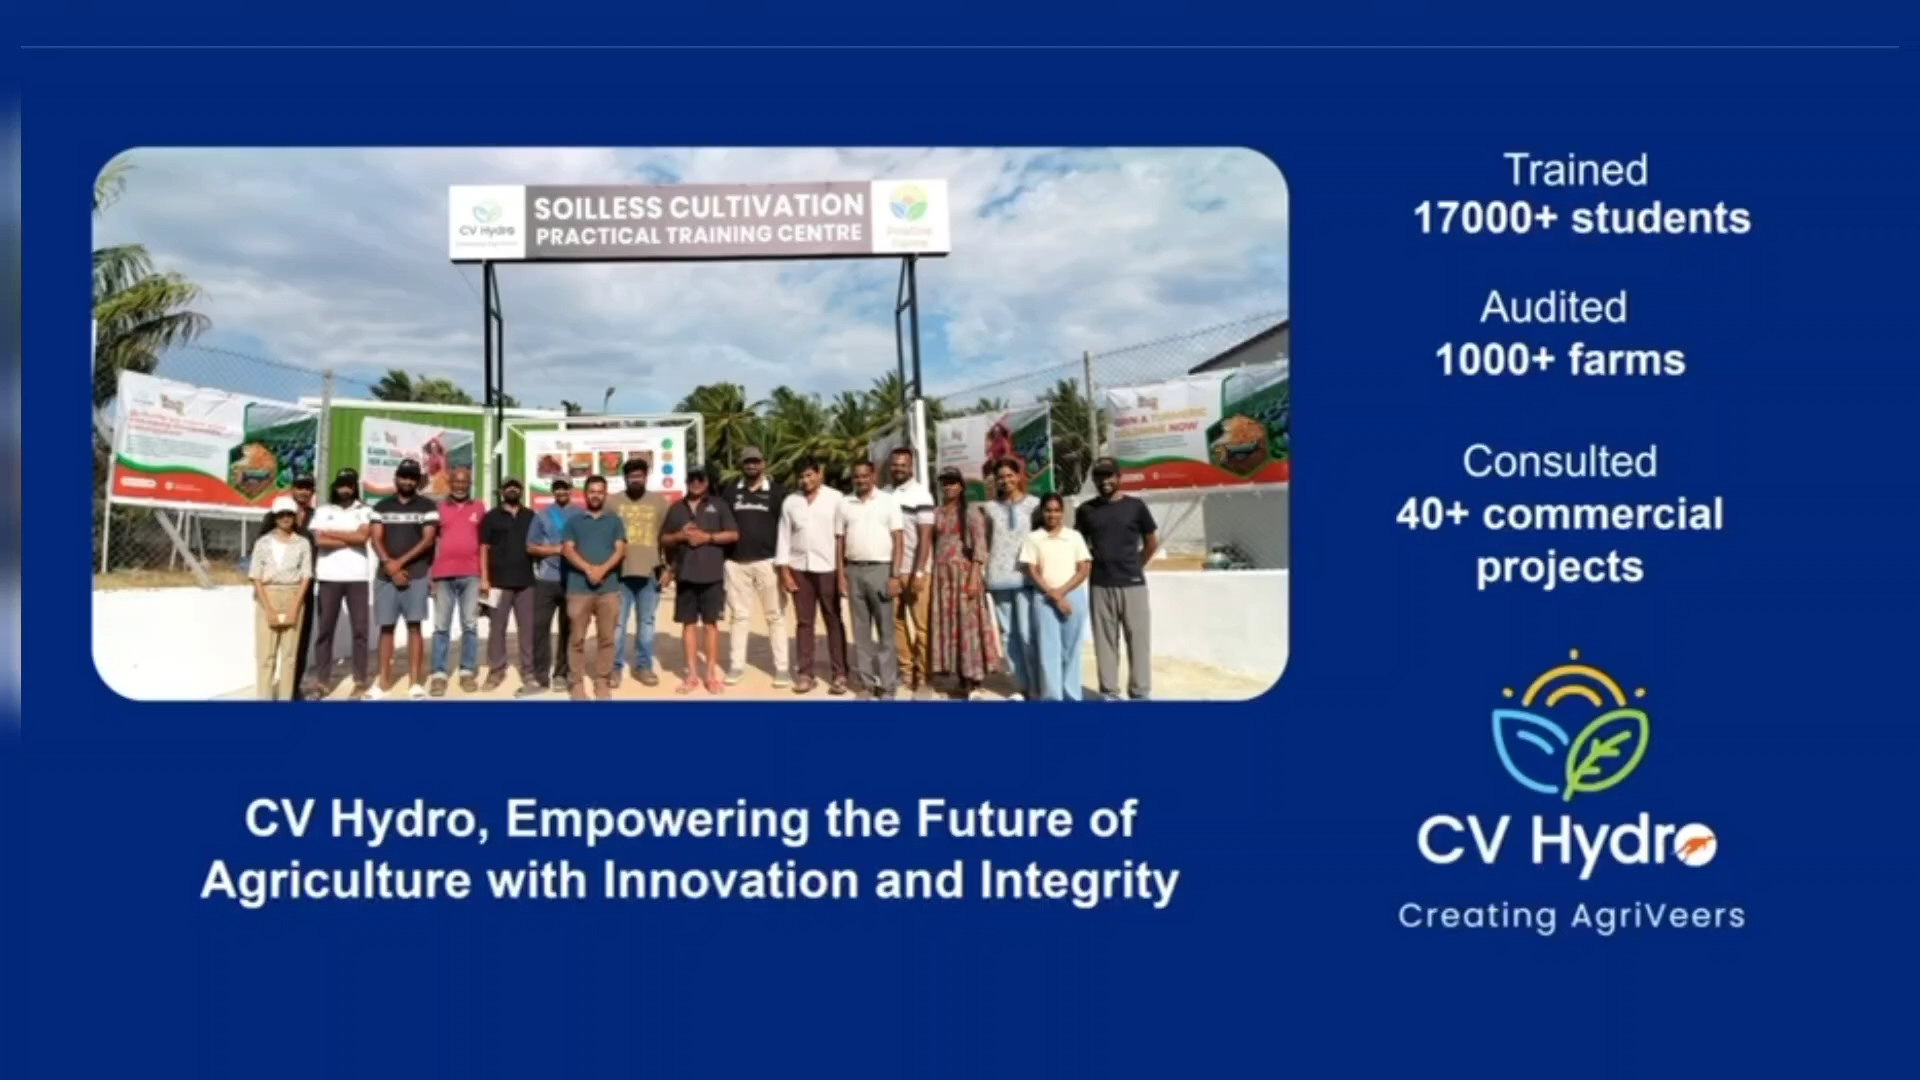 SOILLESS CULTIVATION
PRACTICAL TRAINING CENTRE
CV Hydro
Trained
17000+ students
Audited
1000+ farms
Consulted
40+ commercial
projects
CV Hydro, Empowering the Future of
Agriculture with Innovation and Integrity
CV Hydro
Creating AgriVeers